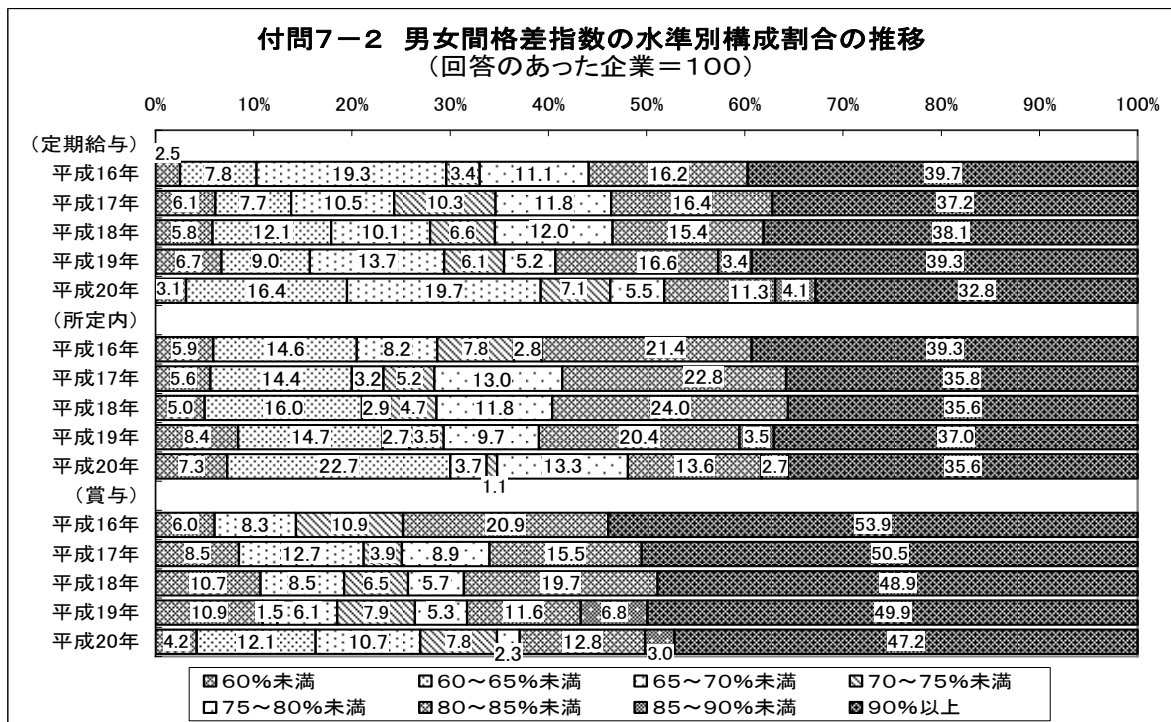 付問7－2 男女間格差指数の水準別構成割合の推移
（回答のあった企業＝100）
0% 10% 20% 30% 40% 50% 60% 70% 80% 90% 100%
（定期給与）
2.5
平成16年 7.8 19.3 3.4 11.1 16.2 39.7
平成17年 6.1 7.7 10.5 10.3 11.8 16.4 37.2
平成18年 5.8 12.1 10.1 6.6 12.0 15.4 38.1
平成19年 6.7 9.0 13.7 6.1 5.2 16.6 3.4 39.3
平成20年 3.1 16.4 19.7 7.1 5.5 11.3 4.1 32.8
（所定内）
平成16年 5.9 14.6 8.2 7.8 2.8 21.4 39.3
平成17年 5.6 14.4 3.2 5.2 13.0 22.8 35.8
平成18年 5.0 16.0 2.9 4.7 11.8 24.0 35.6
平成19年 8.4 14.7 2.7 3.5 9.7 20.4 3.5 37.0
平成20年 7.3 22.7 3.7 13.3 13.6 2.7 35.6
（賞与）
1.1
平成16年 6.0 8.3 10.9 20.9 53.9
平成17年 8.5 12.7 3.9 8.9 15.5 50.5
平成18年 10.7 8.5 6.5 5.7 19.7 48.9
平成19年 10.9 1.5 6.1 7.9 5.3 11.6 6.8 49.9
平成20年 4.2 12.1 10.7 7.8 12.8 47.2
2.3 3.0
60%未満 60～65%未満 65～70%未満 70～75%未満
75～80%未満 80～85%未満 85～90%未満 90%以上